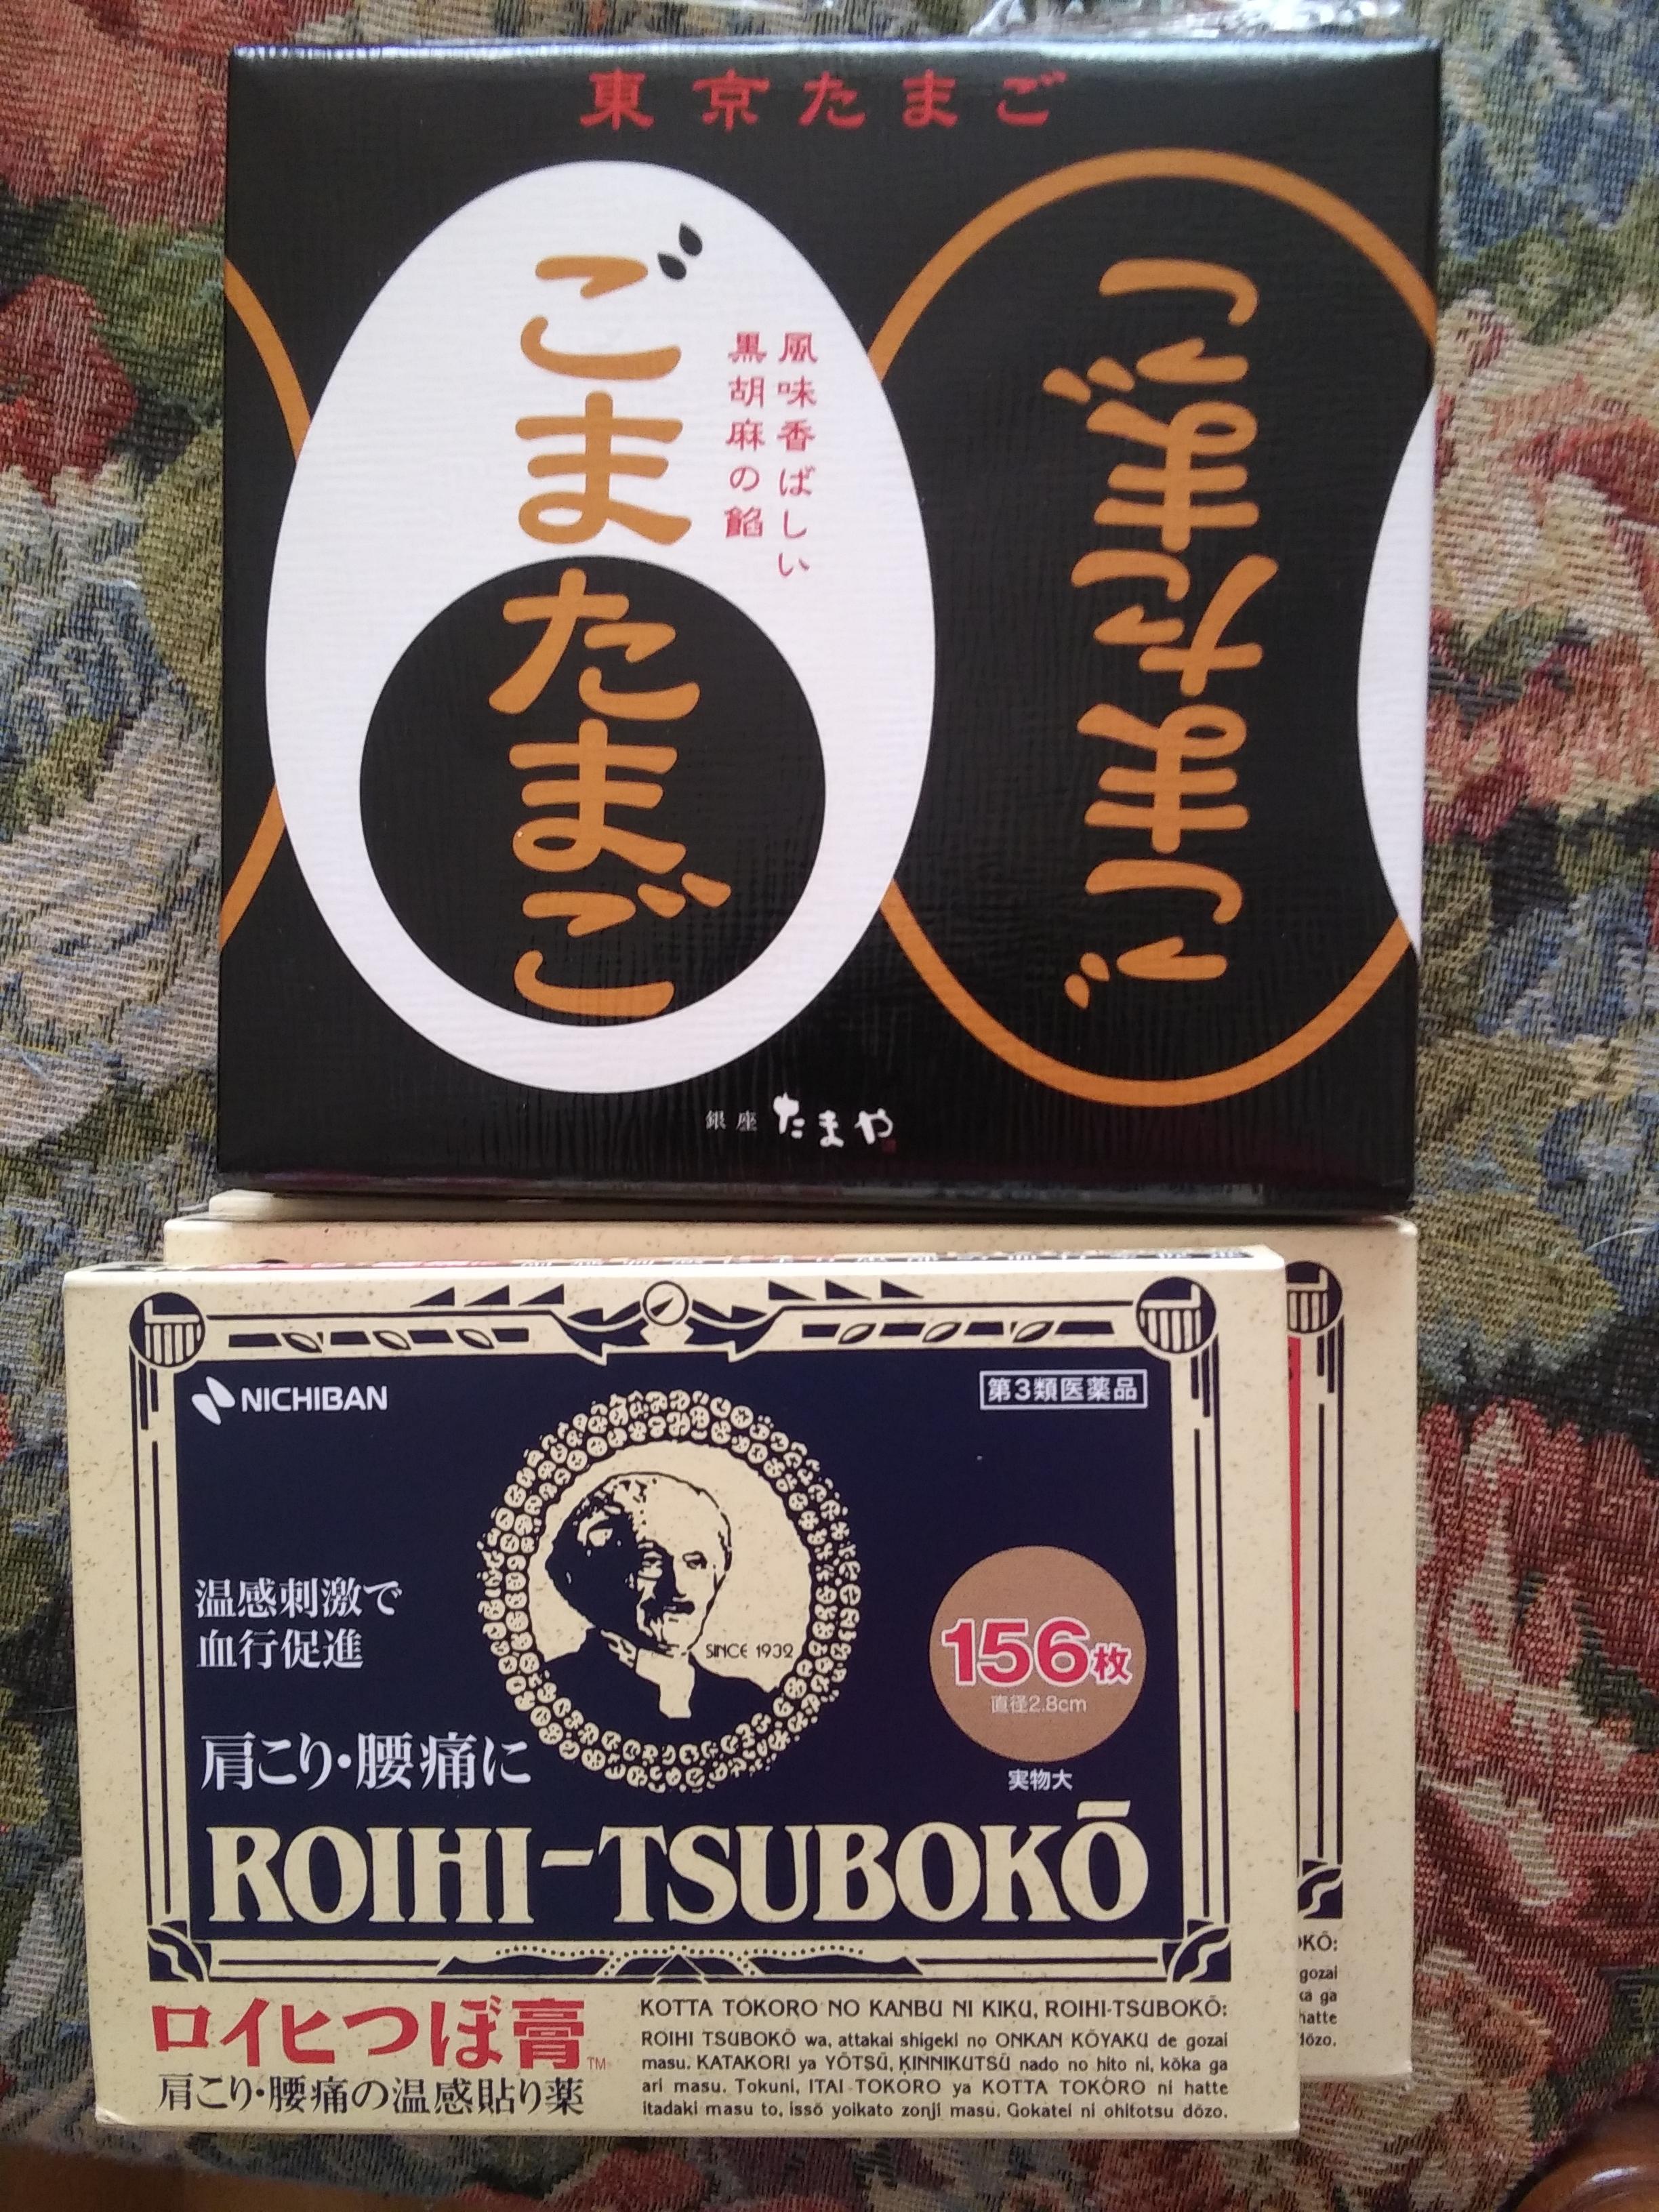 東京たまご
ごまたまご
風味香ばしい
黒胡麻の餡
ごまたまご
銀座 たまや
NICHIBAN
第3類医薬品
温感刺激で
血行促進
SINCE 1932
156枚
直径2.8cm
実物大
肩こり・腰痛に
ROIHI-TSUBOKŌ
ロイヒつぼ膏™
肩こり・腰痛の温感貼り薬
KOTTA TOKORO NO KANBU NI KIKU, ROIHI-TSUBOKŌ:
ROIHI TSUBOKŌ wa, attakai shigeki no ONKAN KŌYAKU de gozai
masu. KATAKORI ya YŌTSŪ, KINNIKUTSŪ nado no hito ni, kōka ga
ari masu. Tokuni, ITAI TOKORO ya KOTTA TOKORO ni hatte
itadaki masu to, issō yoikato zonji masu. Gokatei ni ohitotsu dōzo.
OKŌ:
gozai
ka ga
hatte
dōzo.